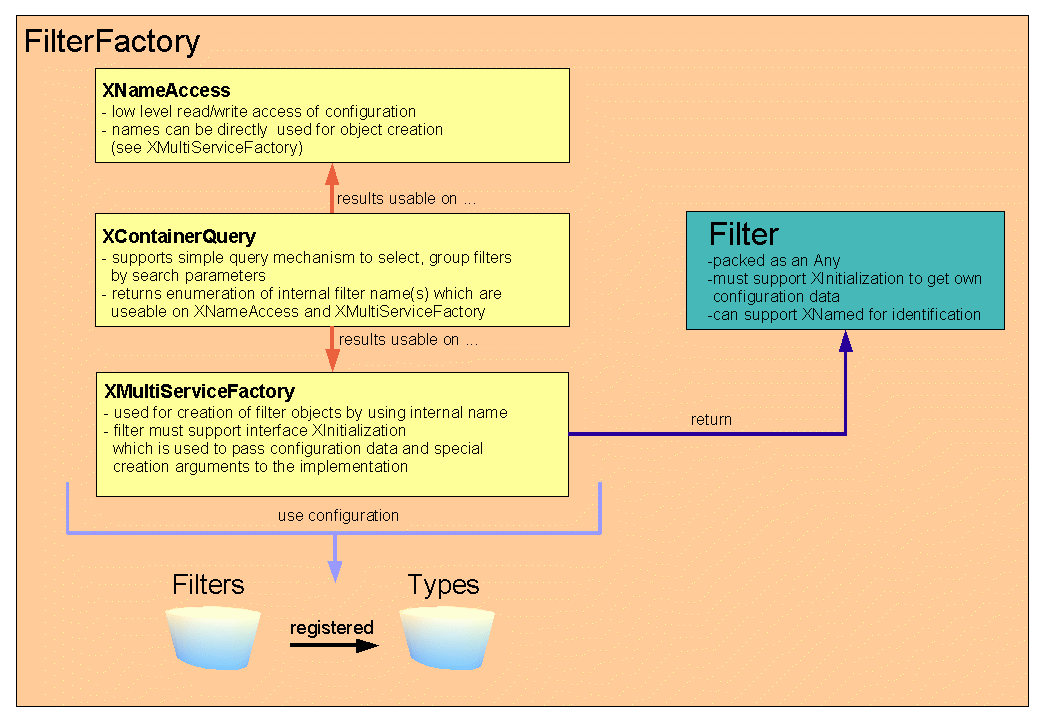 FilterFactory
XNameAccess
- low level read/write access of configuration
- names can be directly used for object creation
(see XMultiServiceFactory)
results usable on ...
XContainerQuery
- supports simple query mechanism to select, group filters
by search parameters
- returns enumeration of internal filter name(s) which are
useable on XNameAccess and XMultiServiceFactory
results usable on ...
XMultiServiceFactory
- used for creation of filter objects by using internal name
- filter must support interface XInitialization
which is used to pass configuration data and special
creation arguments to the implementation
Filter
-packed as an Any
-must support XInitialization to get own
configuration data
-can support XNamed for identification
return
use configuration
Filters
Types
registered